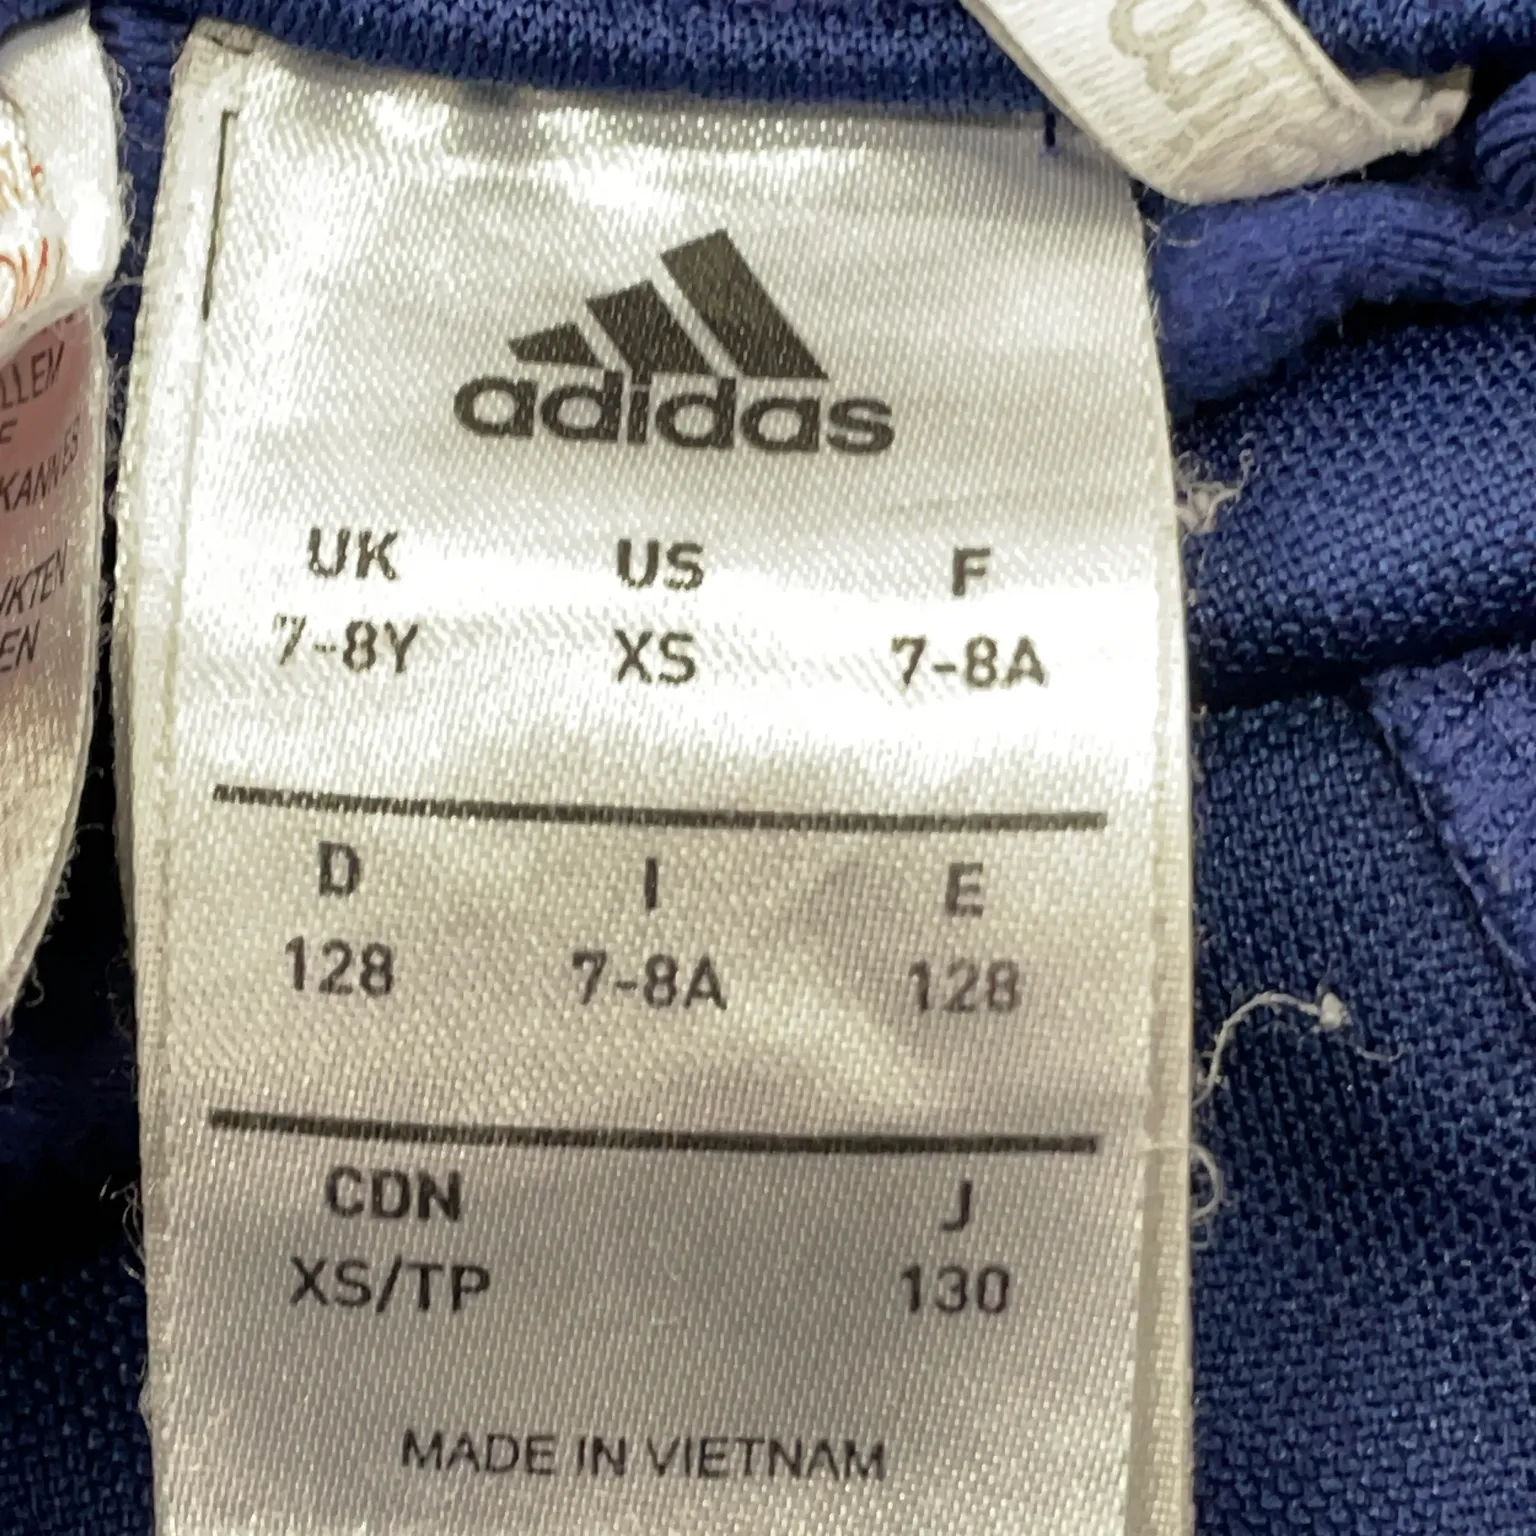 adidas
UK US F
7-8Y XS 7-8A
D I E
128 7-8A 128
CDN J
XS/TP 130
MADE IN VIETNAM